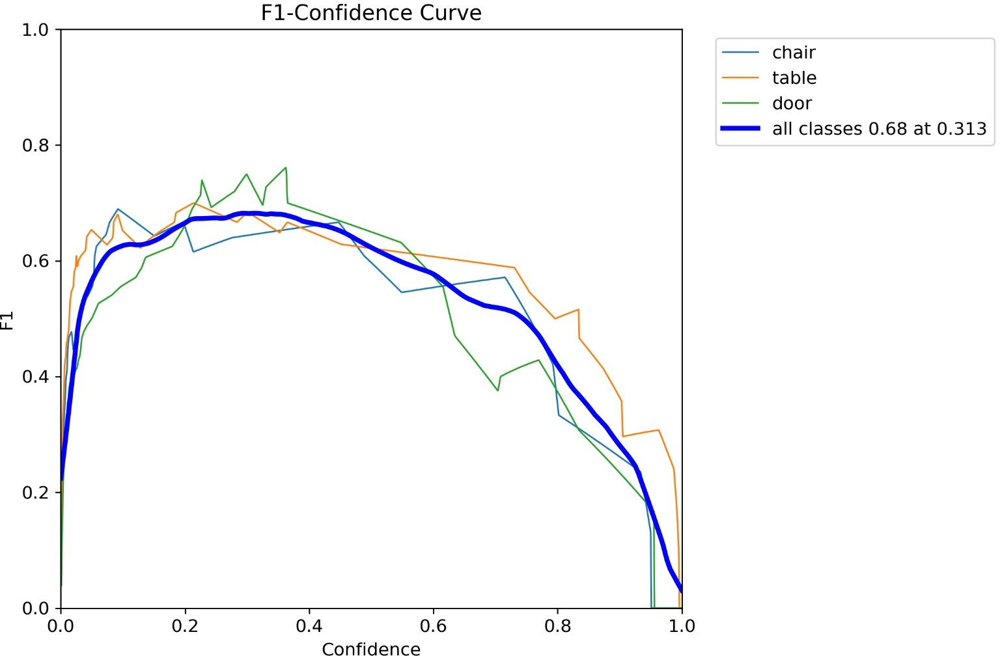 F1-Confidence Curve
1.0
0.8
0.6
0.4
0.2
0.0
F1
0.0 0.2 0.4 0.6 0.8 1.0
Confidence
chair
table
door
all classes 0.68 at 0.313